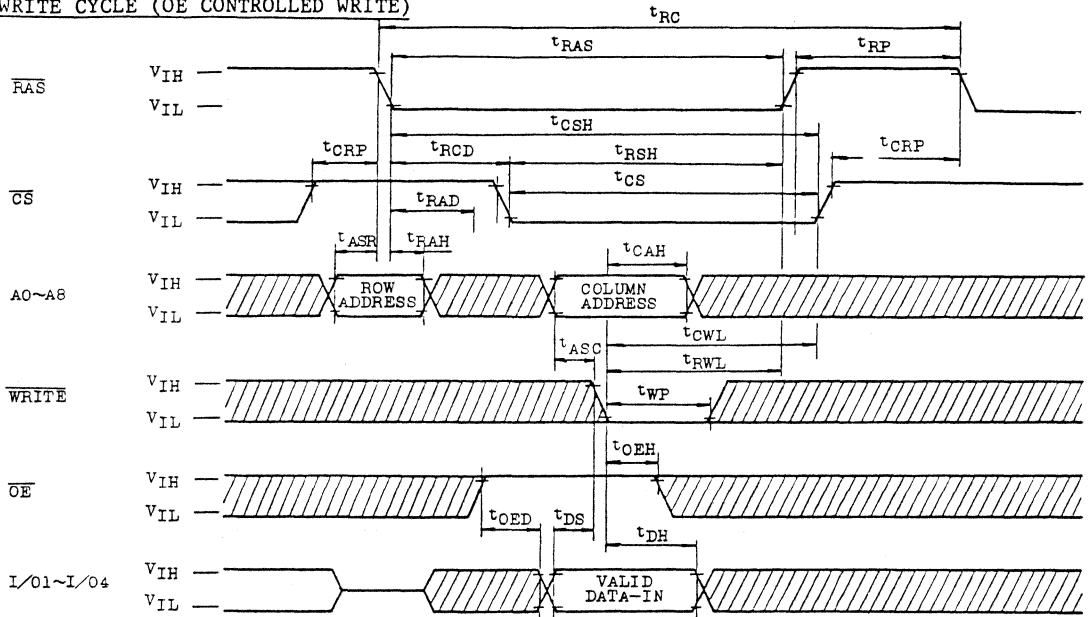 WRITE CYCLE (OE CONTROLLED WRITE)
tRC
tRAS
tRP
RAS
VIH
VIL
tCSH
tCRP
tRCD
tRSH
tCRP
CS
VIH
VIL
tCS
tRAD
tASR
tRAH
tCAH
A0~A8
VIH
VIL
ROW
ADDRESS
COLUMN
ADDRESS
tCWL
tASC
tRWL
WRITE
VIH
VIL
tWP
tOEH
OE
VIH
VIL
tOED
tDS
tDH
I/O1~I/O4
VIH
VIL
VALID
DATA-IN